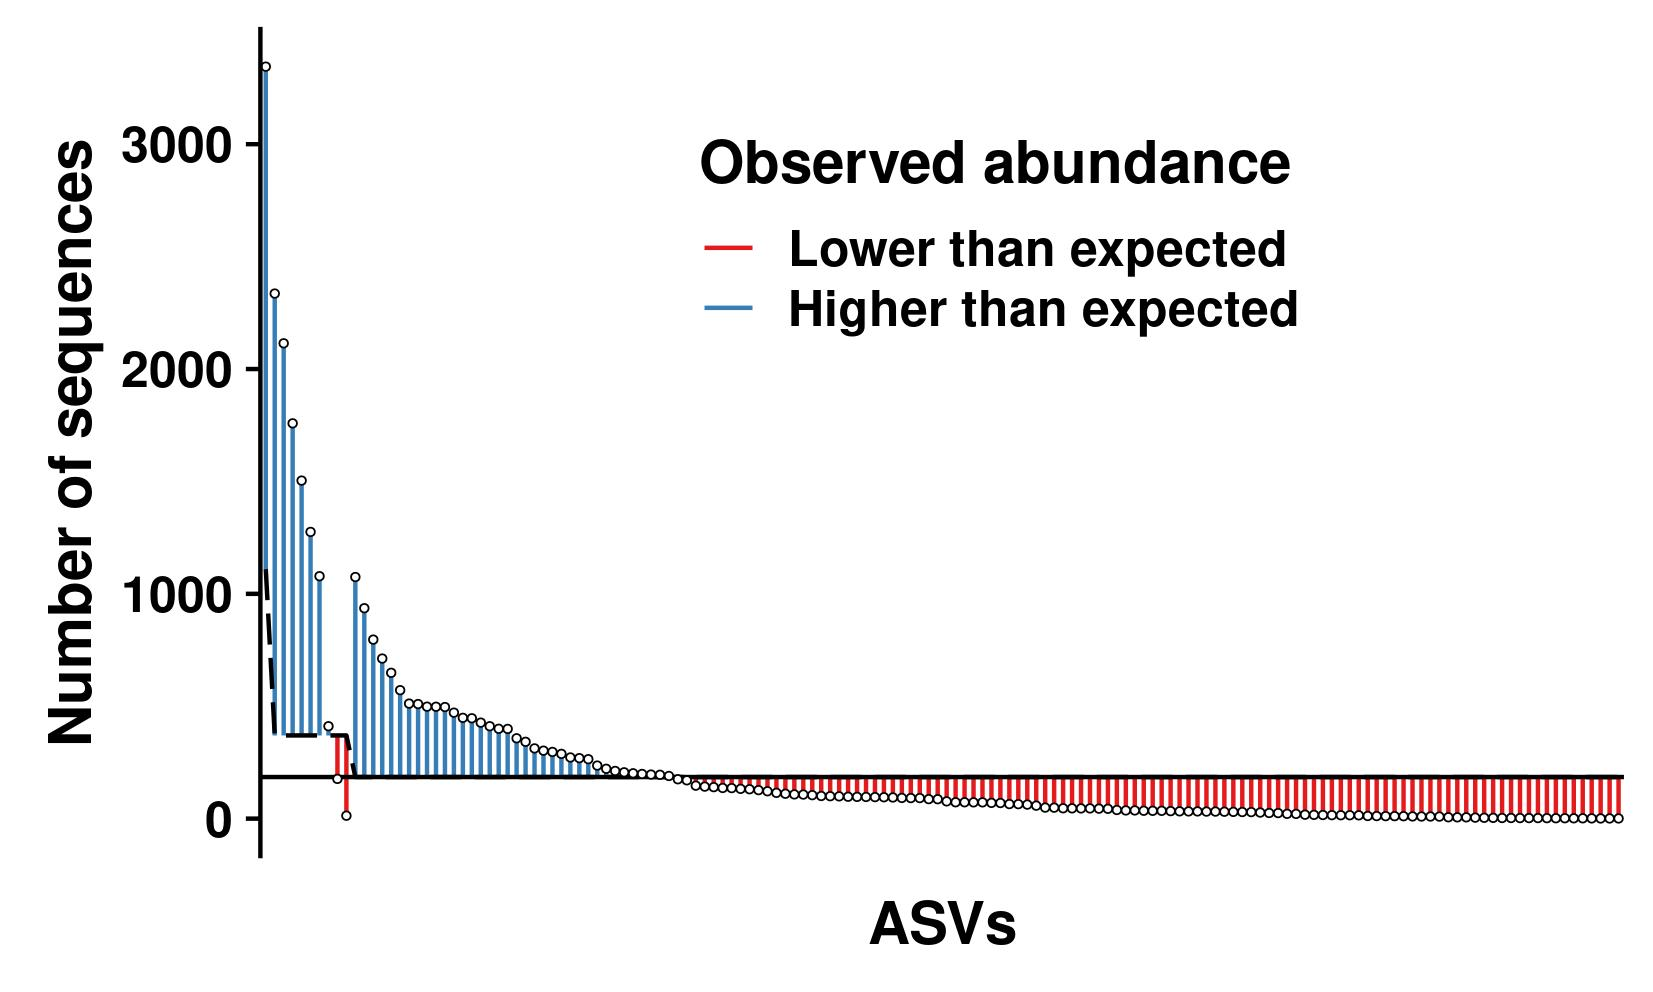 Number of sequences
3000
2000
1000
0
Observed abundance
Lower than expected
Higher than expected
ASVs